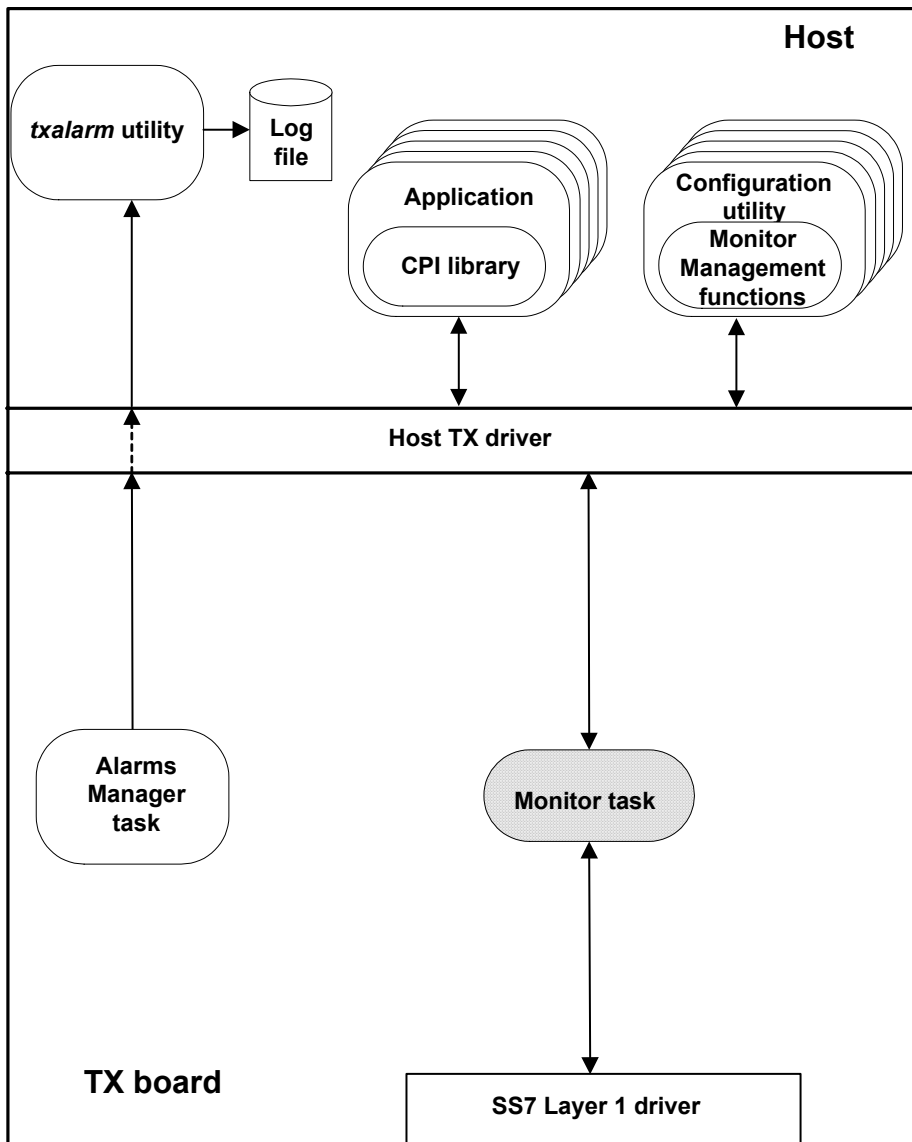 Host
txalarm utility
Log
file
Application
CPI library
Configuration
utility
Monitor
Management
functions
Host TX driver
Alarms
Manager
task
Monitor task
TX board
SS7 Layer 1 driver